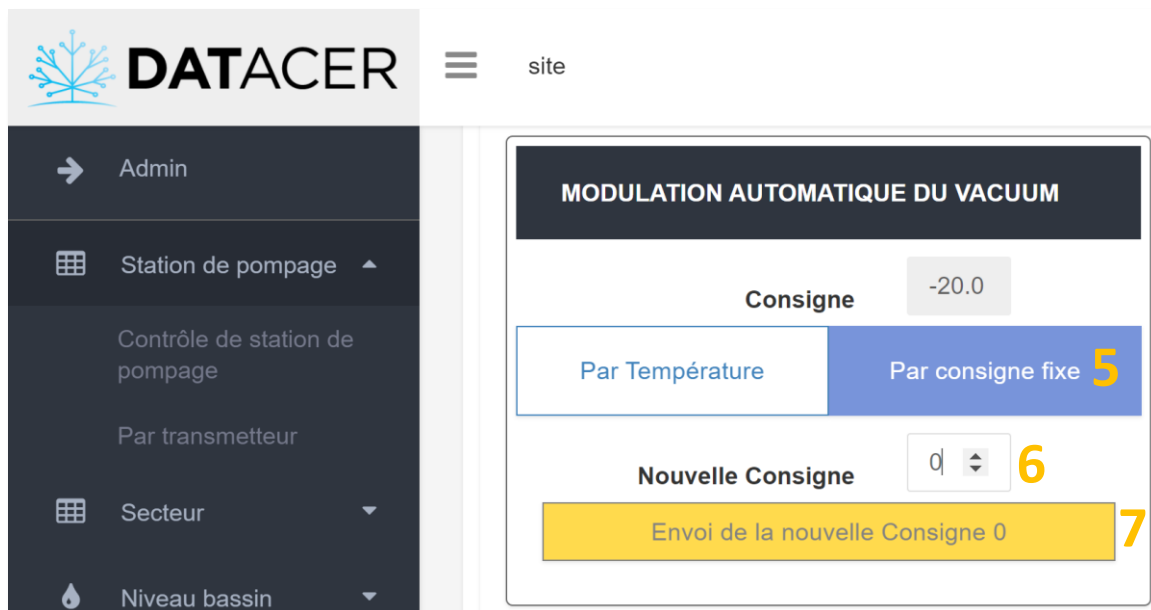 DATACER
site
Admin
Station de pompage
Contrôle de station de
pompage
Par transmetteur
Secteur
Niveau bassin
MODULATION AUTOMATIQUE DU VACUUM
Consigne -20.0
Par Température Par consigne fixe 5
Nouvelle Consigne 0 6
Envoi de la nouvelle Consigne 0 7